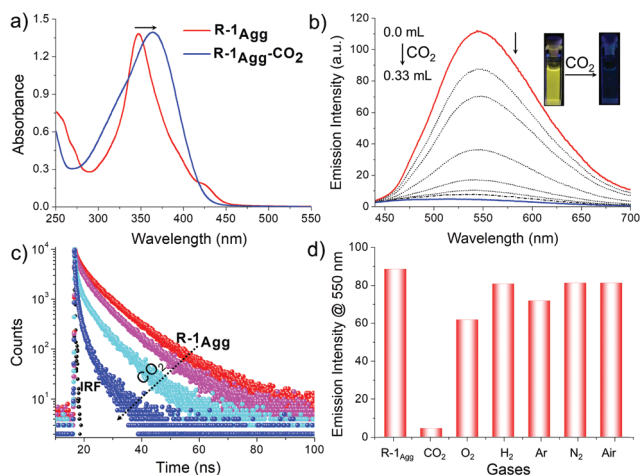 a)
R-1Agg
R-1Agg-CO2
1.5
1.2
0.9
0.6
0.3
0.0
Absorbance
250 300 350 400 450 500 550
Wavelength (nm)
b)
0.0 mL
CO2
0.33 mL
CO2
120
100
80
60
40
20
0
Emission Intensity (a.u.)
450 500 550 600 650 700
Wavelength (nm)
c)
R-1Agg
CO2
IRF
10^4
10^3
10^2
10^1
Counts
20 40 60 80 100
Time (ns)
d)
100
80
60
40
20
0
Emission Intensity @ 550 nm
R-1Agg CO2 O2 H2 Ar N2 Air
Gases